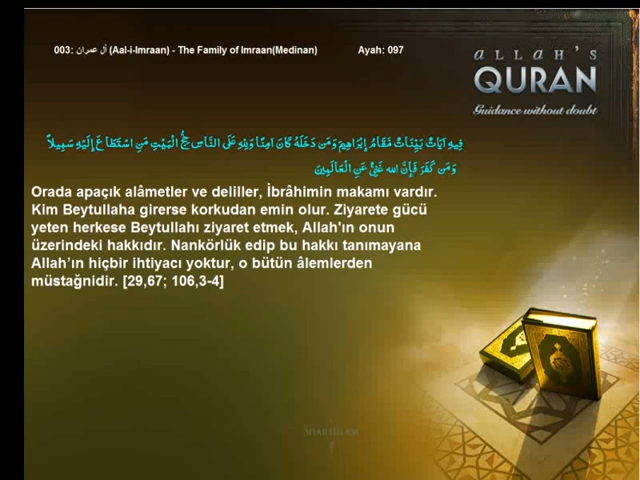 003: آل عمران (Aal-i-Imraan) - The Family of Imraan(Medinan) Ayah: 097
ALLAH'S
QURAN
Guidance without doubt
فِيهِ آيَاتٌ بَيِّنَاتٌ مَّقَامُ إِبْرَاهِيمَ وَمَن دَخَلَهُ كَانَ آمِنًا وَلِلّهِ عَلَى النَّاسِ حِجُّ الْبَيْتِ مَنِ اسْتَطَاعَ إِلَيْهِ سَبِيلاً
وَمَن كَفَرَ فَإِنَّ الله غَنِيٌّ عَنِ الْعَالَمِينَ
Orada apaçık alâmetler ve deliller, İbrâhimin makamı vardır.
Kim Beytullaha girerse korkudan emin olur. Ziyarete gücü
yeten herkese Beytullahı ziyaret etmek, Allah'ın onun
üzerindeki hakkıdır. Nankörlük edip bu hakkı tanımayana
Allah’ın hiçbir ihtiyacı yoktur, o bütün âlemlerden
müstağnidir. [29,67; 106,3-4]